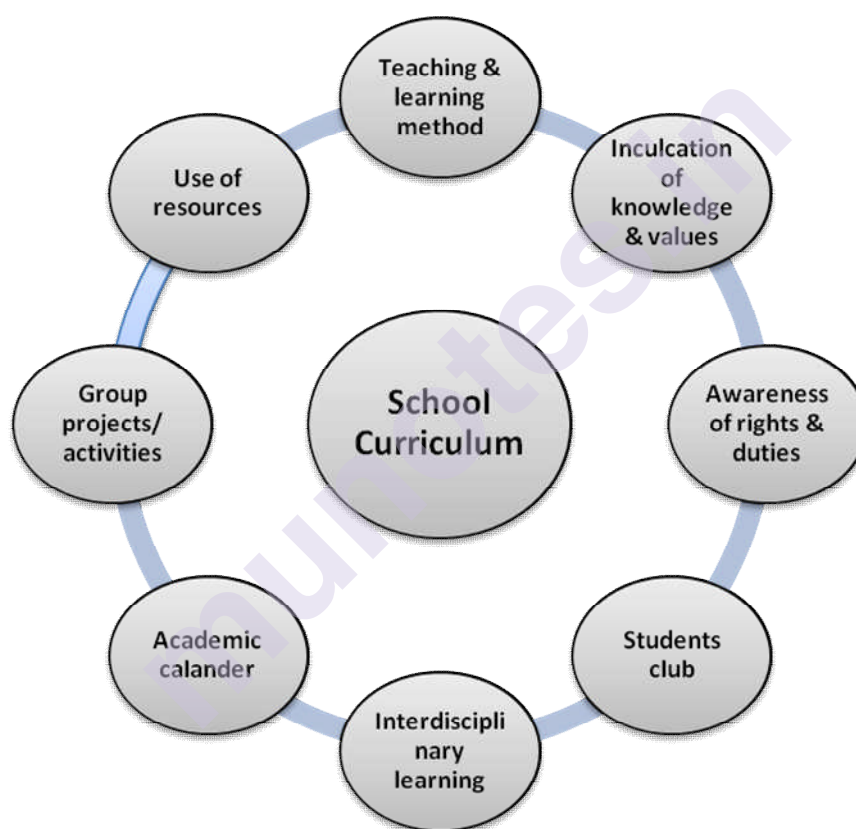 Teaching &
learning
method
Inculcation
of
knowledge
& values
Awareness
of rights &
duties
Students
club
Interdiscipli
nary
learning
Academic
calander
Group
projects/
activities
Use of
resources
School
Curriculum
munotes.in